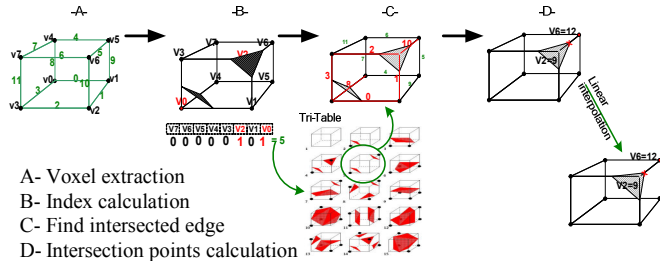 -A-
-B-
-C-
-D-
v4
4
v5
7
6
5
v7
8
v6
9
v0
0
v1
11
10
3
1
v3
2
v2
V7
V6
V3
V2
V4
V5
V0
V1
V7 V6 V5 V4 V3 V2 V1 V0
0 0 0 0 0 1 0 1 = 5
11
2
10
3
8
1
0
Tri-Table
V6=12
V2=9
Linear
interpolation
V6=12
V2=9
A- Voxel extraction
B- Index calculation
C- Find intersected edge
D- Intersection points calculation